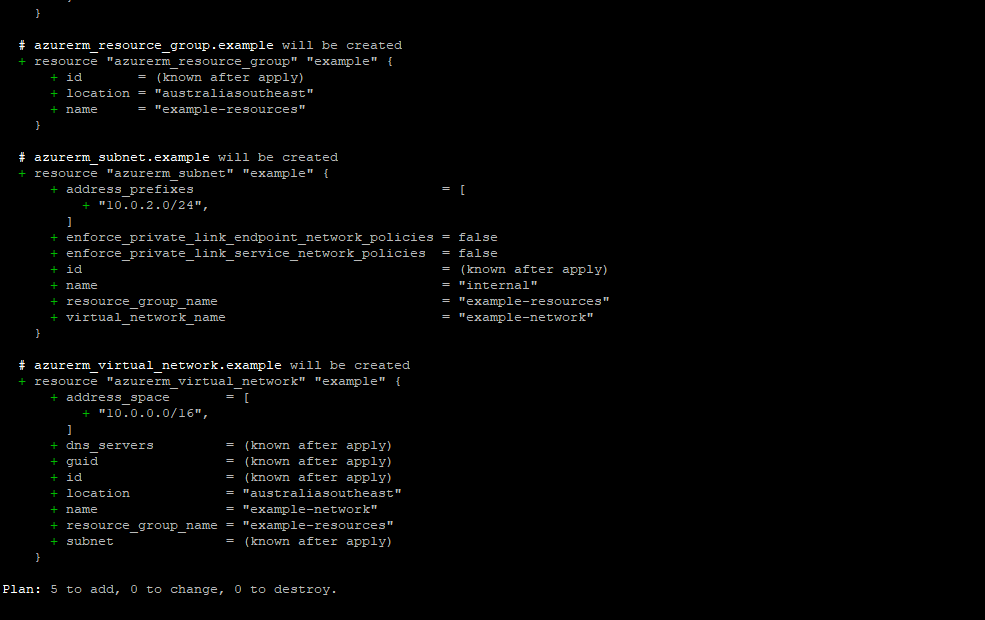 }

  # azurerm_resource_group.example will be created
  + resource "azurerm_resource_group" "example" {
      + id       = (known after apply)
      + location = "australiasoutheast"
      + name     = "example-resources"
    }

  # azurerm_subnet.example will be created
  + resource "azurerm_subnet" "example" {
      + address_prefixes                               = [
          + "10.0.2.0/24",
        ]
      + enforce_private_link_endpoint_network_policies = false
      + enforce_private_link_service_network_policies  = false
      + id                                             = (known after apply)
      + name                                           = "internal"
      + resource_group_name                            = "example-resources"
      + virtual_network_name                           = "example-network"
    }

  # azurerm_virtual_network.example will be created
  + resource "azurerm_virtual_network" "example" {
      + address_space       = [
          + "10.0.0.0/16",
        ]
      + dns_servers         = (known after apply)
      + guid                = (known after apply)
      + id                  = (known after apply)
      + location            = "australiasoutheast"
      + name                = "example-network"
      + resource_group_name = "example-resources"
      + subnet              = (known after apply)
    }

Plan: 5 to add, 0 to change, 0 to destroy.